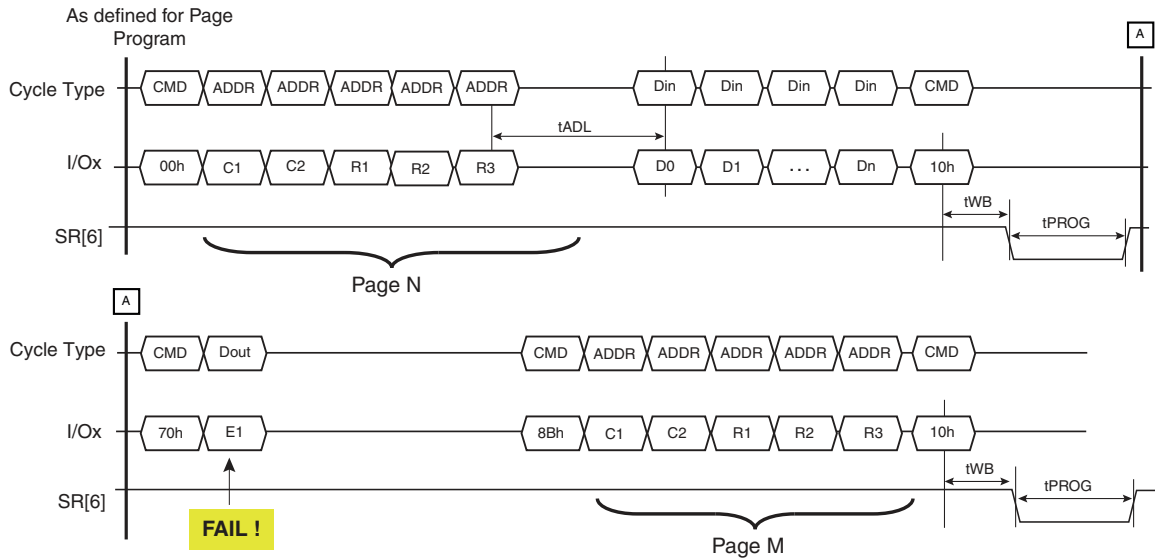 As defined for Page
Program
A
Cycle Type CMD ADDR ADDR ADDR ADDR ADDR Din Din Din Din CMD
tADL
I/Ox 00h C1 C2 R1 R2 R3 D0 D1 ... Dn 10h
tWB tPROG
SR[6]
Page N
A
Cycle Type CMD Dout CMD ADDR ADDR ADDR ADDR ADDR CMD
I/Ox 70h E1 8Bh C1 C2 R1 R2 R3 10h
tWB tPROG
SR[6]
FAIL !
Page M